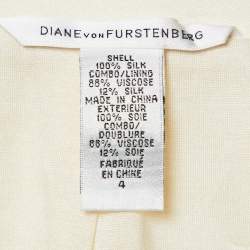 DIANE VON FURSTENBERG
SHELL
100% SILK
COMBO/LINING
88% VISCOSE
12% SILK
MADE IN CHINA
EXTERIEUR
100% SOIE
COMBO/
DOUBLURE
88% VISCOSE
12% SOIE
FABRIQUÉ
EN CHINE
4